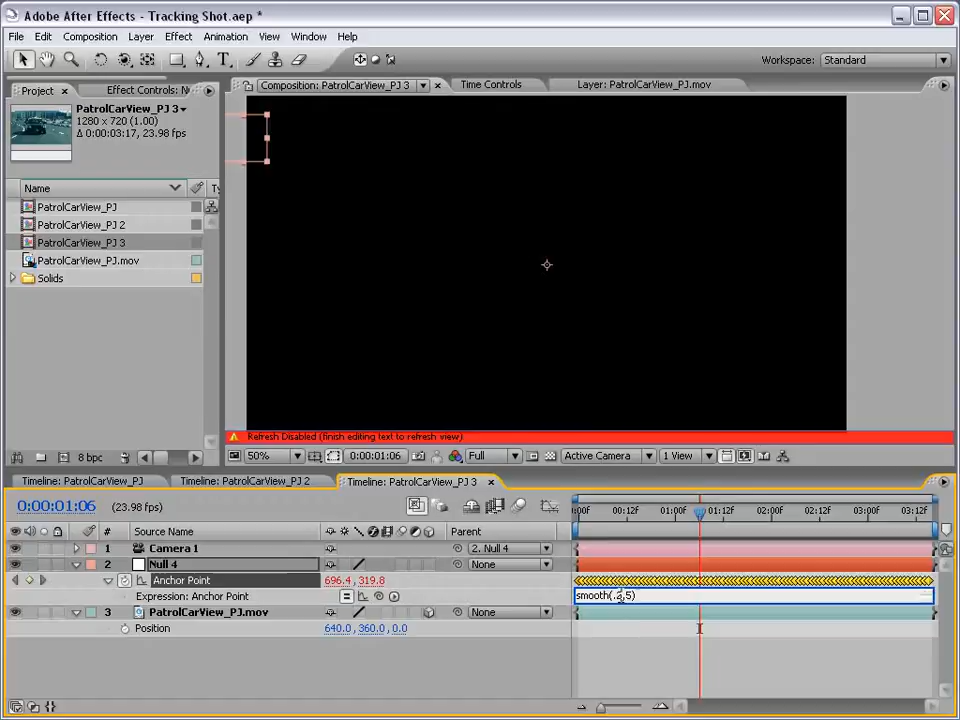 Adobe After Effects - Tracking Shot.aep *
File Edit Composition Layer Effect Animation View Window Help
Workspace: Standard
Project × Effect Controls: N
Composition: PatrolCarView_PJ 3 × Time Controls Layer: PatrolCarView_PJ.mov
PatrolCarView_PJ 3
1280 x 720 (1.00)
Δ 0:00:03:17, 23.98 fps
Name Ty
PatrolCarView_PJ
PatrolCarView_PJ 2
PatrolCarView_PJ 3
PatrolCarView_PJ.mov
Solids
Refresh Disabled (finish editing text to refresh view)
8 bpc
50% 0:00:01:06 Full Active Camera 1 View
Timeline: PatrolCarView_PJ Timeline: PatrolCarView_PJ 2 Timeline: PatrolCarView_PJ 3 ×
0:00:01:06 (23.98 fps)
:00F 00:12F 01:00F 01:12F 02:00F 02:12F 03:00F 03:12F
# Source Name Parent
1 Camera 1 2. Null 4
2 Null 4 None
Anchor Point 696.4, 319.8
Expression: Anchor Point smooth(.2,5)
3 PatrolCarView_PJ.mov None
Position 640.0, 360.0, 0.0